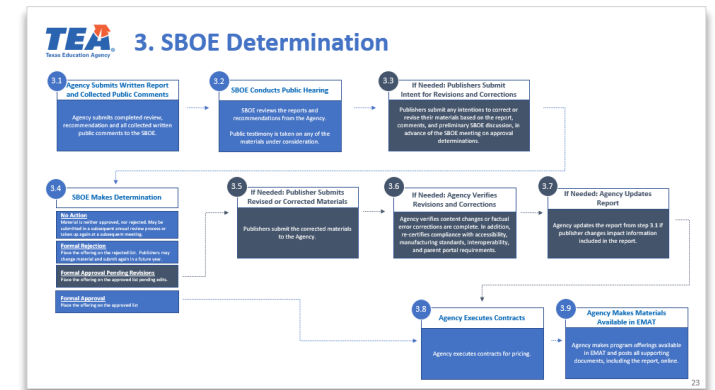 TEA
Texas Education Agency
3. SBOE Determination
3.1
Agency Submits Written Report
and Collected Public Comments
Agency submits completed review,
recommendation and all collected written
public comments to the SBOE.
3.2
SBOE Conducts Public Hearing
SBOE reviews the reports and
recommendations from the Agency.
Public testimony is taken on any of the
materials under consideration.
3.3
If Needed: Publishers Submit
Intent for Revisions and Corrections
Publishers submit any intentions to correct or
revise their materials based on the report,
comments, and preliminary SBOE discussion, in
advance of the SBOE meeting on approval
determinations.
3.4
SBOE Makes Determination
No Action
Material is neither approved, nor rejected. May be
submitted in a subsequent annual review process or
taken up again at a subsequent meeting.
Formal Rejection
Place the offering on the rejected list. Publishers may
change material and submit again in a future year.
Formal Approval Pending Revisions
Place the offering on the approved list pending edits.
Formal Approval
Place the offering on the approved list
3.5
If Needed: Publisher Submits
Revised or Corrected Materials
Publishers submit the corrected materials
to the Agency.
3.6
If Needed: Agency Verifies
Revisions and Corrections
Agency verifies content changes or factual
error corrections are complete. In addition,
re-certifies compliance with accessibility,
manufacturing standards, interoperability,
and parent portal requirements.
3.7
If Needed: Agency Updates
Report
Agency updates the report from step 3.1 if
publisher changes impact information
included in the report.
3.8
Agency Executes Contracts
Agency executes contracts for pricing.
3.9
Agency Makes Materials
Available in EMAT
Agency makes program offerings available
in EMAT and posts all supporting
documents, including the report, online.
23